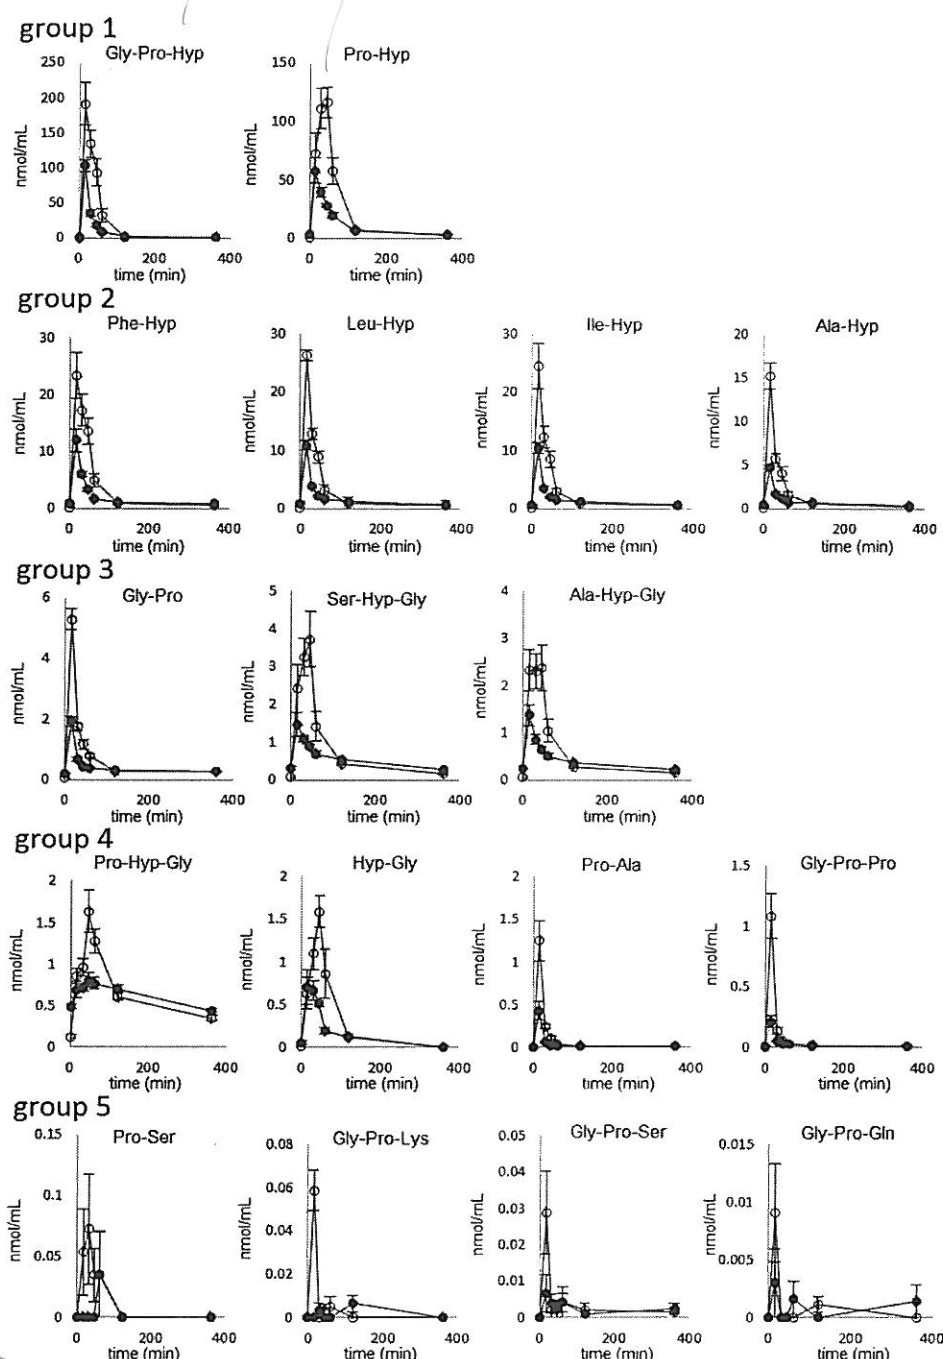 group 1
Gly-Pro-Hyp Pro-Hyp
250 150
200
150 100
100 50
50
0 0
nmol/mL nmol/mL
0 200 400 0 200 400
time (min) time (min)
group 2
Phe-Hyp Leu-Hyp Ile-Hyp Ala-Hyp
30 30 30 20
20 20 20 15
10 10 10 10
5
0 0 0 0
nmol/mL nmol/mL nmol/mL nmol/mL
0 200 400 0 200 400 0 200 400 0 200 400
time (min) time (min) time (min) time (min)
group 3
Gly-Pro Ser-Hyp-Gly Ala-Hyp-Gly
6 5 4
4 4 3
3
2 2 2
1 1
0 0 0
nmol/mL nmol/mL nmol/mL
0 200 400 0 200 400 0 200 400
time (min) time (min) time (min)
group 4
Pro-Hyp-Gly Hyp-Gly Pro-Ala Gly-Pro-Pro
2 2 2 1.5
1.5 1.5 1.5
1 1 1 1
0.5 0.5 0.5 0.5
0 0 0 0
nmol/mL nmol/mL nmol/mL nmol/mL
0 200 400 0 200 400 0 200 400 0 200 400
time (min) time (min) time (min) time (min)
group 5
Pro-Ser Gly-Pro-Lys Gly-Pro-Ser Gly-Pro-Gln
0.15 0.08 0.05 0.015
0.1 0.06 0.04 0.01
0.04 0.03
0.05 0.02 0.02 0.005
0.01
0 0 0 0
nmol/mL nmol/mL nmol/mL nmol/mL
0 200 400 0 200 400 0 200 400 0 200 400
time (min) time (min) time (min) time (min)